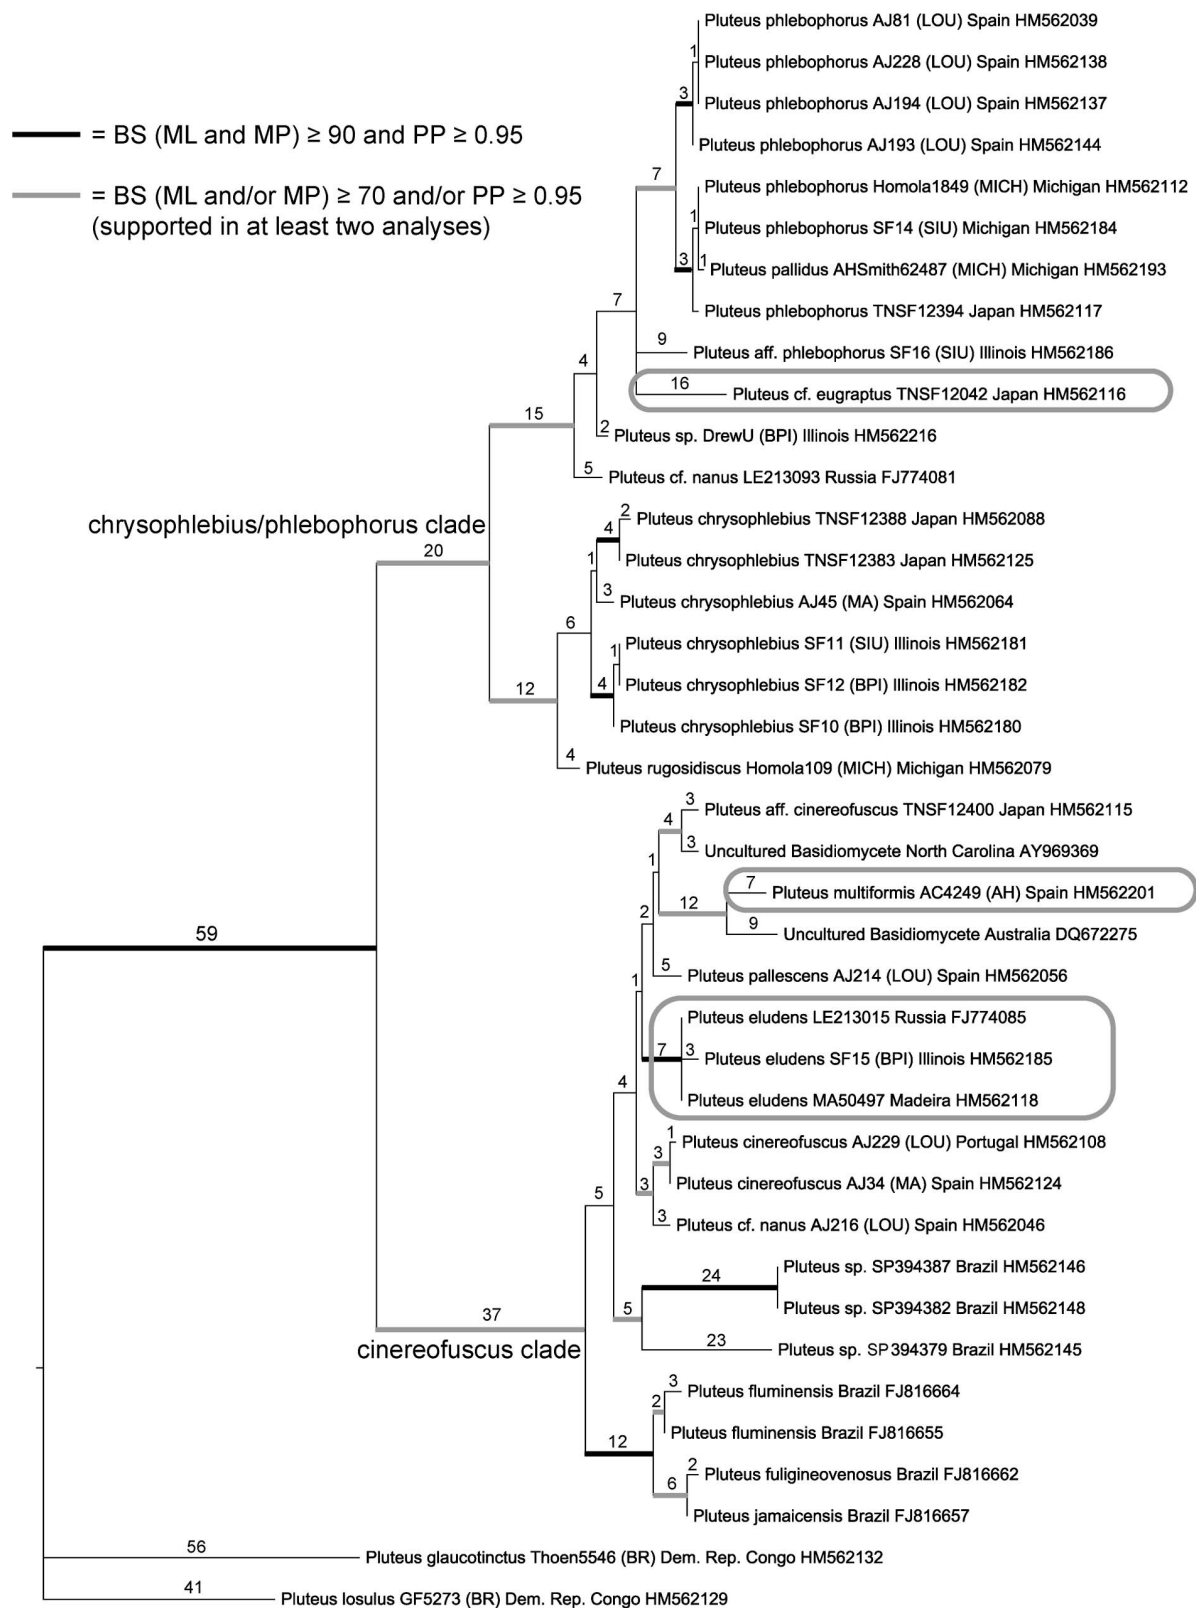 = BS (ML and MP) ≥ 90 and PP ≥ 0.95
= BS (ML and/or MP) ≥ 70 and/or PP ≥ 0.95
(supported in at least two analyses)
Pluteus phlebophorus AJ81 (LOU) Spain HM562039
1
Pluteus phlebophorus AJ228 (LOU) Spain HM562138
3
Pluteus phlebophorus AJ194 (LOU) Spain HM562137
Pluteus phlebophorus AJ193 (LOU) Spain HM562144
7
Pluteus phlebophorus Homola1849 (MICH) Michigan HM562112
1
Pluteus phlebophorus SF14 (SIU) Michigan HM562184
3
1
Pluteus pallidus AHSmith62487 (MICH) Michigan HM562193
7
Pluteus phlebophorus TNSF12394 Japan HM562117
9
Pluteus aff. phlebophorus SF16 (SIU) Illinois HM562186
4
16
Pluteus cf. eugraptus TNSF12042 Japan HM562116
15
2
Pluteus sp. DrewU (BPI) Illinois HM562216
5
Pluteus cf. nanus LE213093 Russia FJ774081
chrysophlebius/phlebophorus clade
20
2
Pluteus chrysophlebius TNSF12388 Japan HM562088
4
Pluteus chrysophlebius TNSF12383 Japan HM562125
1
3
Pluteus chrysophlebius AJ45 (MA) Spain HM562064
6
Pluteus chrysophlebius SF11 (SIU) Illinois HM562181
1
Pluteus chrysophlebius SF12 (BPI) Illinois HM562182
4
12
Pluteus chrysophlebius SF10 (BPI) Illinois HM562180
4
Pluteus rugosidiscus Homola109 (MICH) Michigan HM562079
3
Pluteus aff. cinereofuscus TNSF12400 Japan HM562115
4
3
Uncultured Basidiomycete North Carolina AY969369
1
7
Pluteus multiformis AC4249 (AH) Spain HM562201
12
2
9
Uncultured Basidiomycete Australia DQ672275
59
5
Pluteus pallescens AJ214 (LOU) Spain HM562056
1
Pluteus eludens LE213015 Russia FJ774085
7
3
Pluteus eludens SF15 (BPI) Illinois HM562185
4
Pluteus eludens MA50497 Madeira HM562118
1
Pluteus cinereofuscus AJ229 (LOU) Portugal HM562108
3
3
Pluteus cinereofuscus AJ34 (MA) Spain HM562124
5
3
Pluteus cf. nanus AJ216 (LOU) Spain HM562046
24
Pluteus sp. SP394387 Brazil HM562146
5
Pluteus sp. SP394382 Brazil HM562148
37
cinereofuscus clade
23
Pluteus sp. SP394379 Brazil HM562145
3
Pluteus fluminensis Brazil FJ816664
2
Pluteus fluminensis Brazil FJ816655
12
2
Pluteus fuligineovenosus Brazil FJ816662
6
Pluteus jamaicensis Brazil FJ816657
56
Pluteus glaucotinctus Thoen5546 (BR) Dem. Rep. Congo HM562132
41
Pluteus losulus GF5273 (BR) Dem. Rep. Congo HM562129